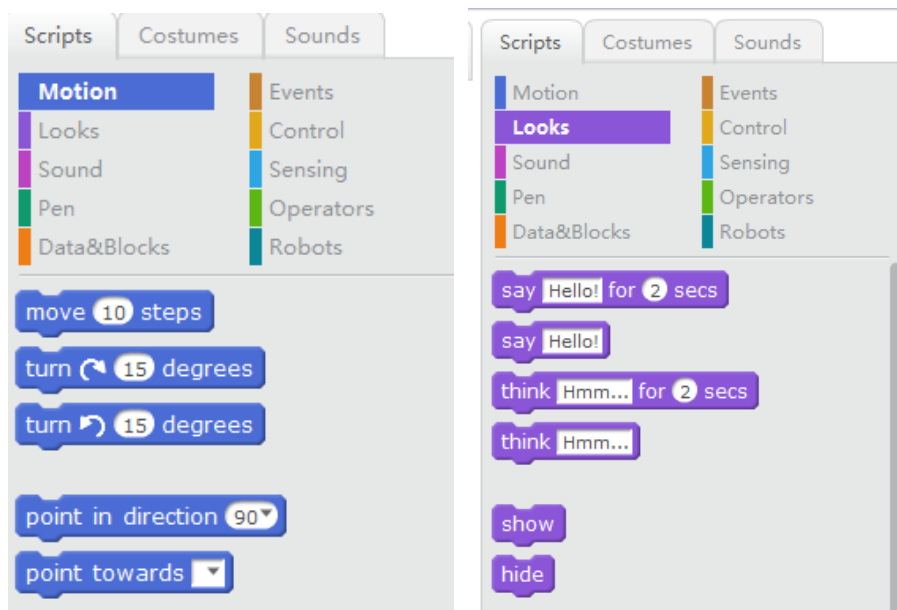 Scripts Costumes Sounds
Motion Events
Looks Control
Sound Sensing
Pen Operators
Data&Blocks Robots
move 10 steps
turn 15 degrees
turn 15 degrees
point in direction 90
point towards
Scripts Costumes Sounds
Motion Events
Looks Control
Sound Sensing
Pen Operators
Data&Blocks Robots
say Hello! for 2 secs
say Hello!
think Hmm... for 2 secs
think Hmm...
show
hide